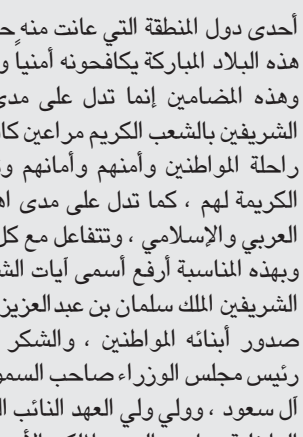 أحدى دول المنطقة التي عانت منه
هذه البلاد المباركة يكافحونه أمنياً
وهذه المضامين إنما تدل على مدى
الشريفين بالشعب الكريم مراعين
راحلة المواطنين وأمنهم وأمانهم
الكريمة لهم ، كما تدل على مدى
العربي والإسلامي ، وتتفاعل مع كل
وبهذه المناسبة أرفع أسمى آيات
الشريفين الملك سلمان بن عبدالعزيز
صدور أبنائه المواطنين ، والشكر
رئيس مجلس الوزراء صاحب السمو
آل سعود ، وولي ولي العهد النائب